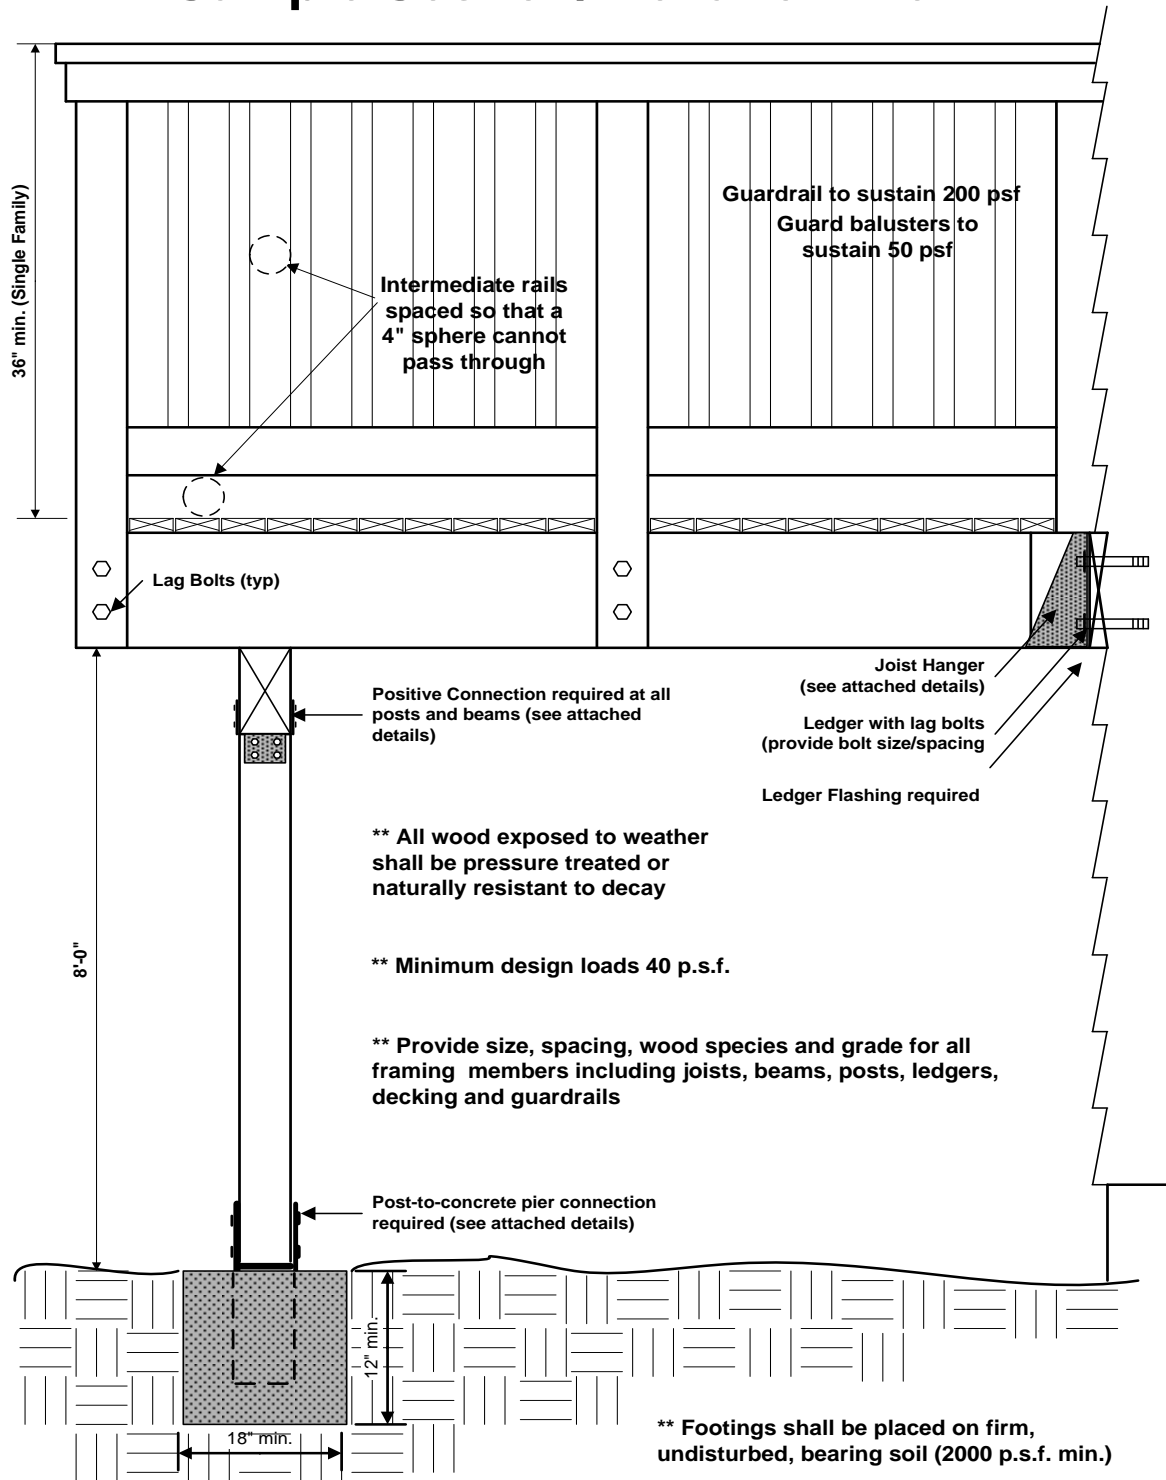 36" min. (Single Family)
Guardrail to sustain 200 psf
Guard balusters to
sustain 50 psf
Intermediate rails
spaced so that a
4" sphere cannot
pass through
Lag Bolts (typ)
Joist Hanger
(see attached details)
Positive Connection required at all
posts and beams (see attached
details)
Ledger with lag bolts
(provide bolt size/spacing
Ledger Flashing required
** All wood exposed to weather
shall be pressure treated or
naturally resistant to decay
8'-0"
** Minimum design loads 40 p.s.f.
** Provide size, spacing, wood species and grade for all
framing members including joists, beams, posts, ledgers,
decking and guardrails
Post-to-concrete pier connection
required (see attached details)
12" min.
18" min.
** Footings shall be placed on firm,
undisturbed, bearing soil (2000 p.s.f. min.)